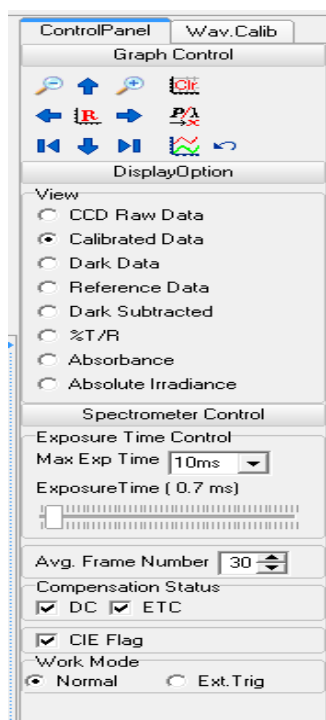 ControlPanel Wav.Calib
Graph Control
Clr.
R P/λ
x
DisplayOption
View
CCD Raw Data
Calibrated Data
Dark Data
Reference Data
Dark Subtracted
%T/R
Absorbance
Absolute Irradiance
Spectrometer Control
Exposure Time Control
Max Exp Time 10ms
ExposureTime ( 0.7 ms)
Avg. Frame Number 30
Compensation Status
DC ETC
CIE Flag
Work Mode
Normal Ext.Trig